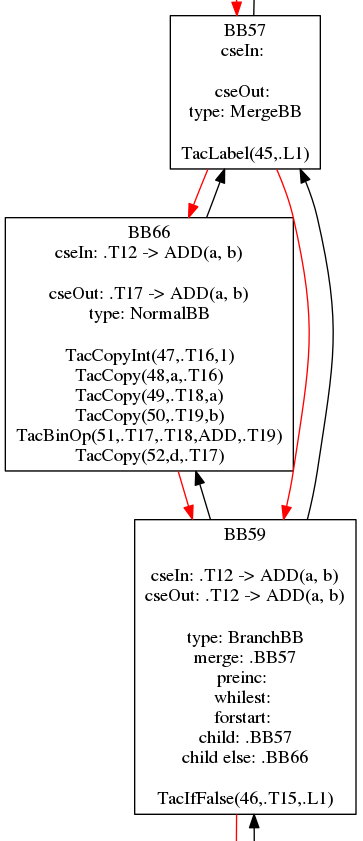 BB57
cseIn:
cseOut:
type: MergeBB
TacLabel(45,.L1)
BB66
cseIn: .T12 -> ADD(a, b)
cseOut: .T17 -> ADD(a, b)
type: NormalBB
TacCopyInt(47,.T16,1)
TacCopy(48,a,.T16)
TacCopy(49,.T18,a)
TacCopy(50,.T19,b)
TacBinOp(51,.T17,.T18,ADD,.T19)
TacCopy(52,d,.T17)
BB59
cseIn: .T12 -> ADD(a, b)
cseOut: .T12 -> ADD(a, b)
type: BranchBB
merge: .BB57
preinc:
whilest:
forstart:
child: .BB57
child else: .BB66
TacIfFalse(46,.T15,.L1)